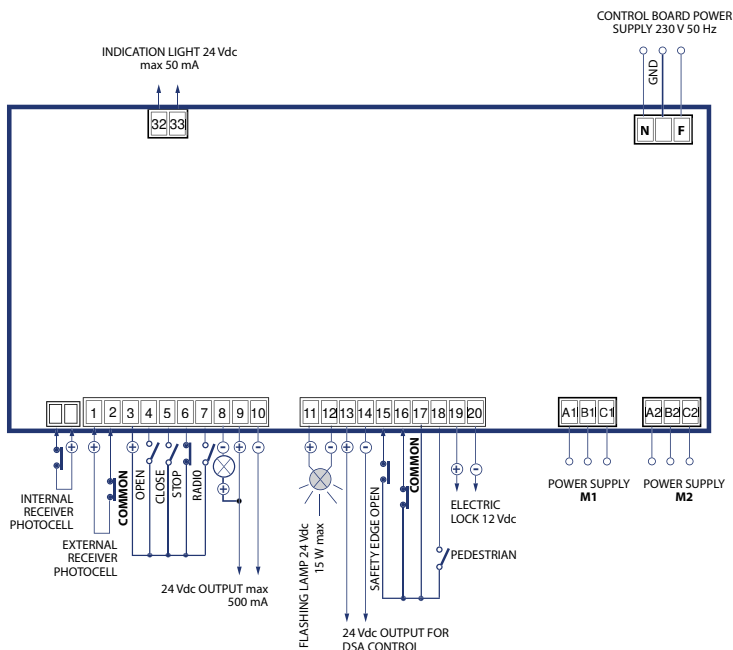 CONTROL BOARD POWER
SUPPLY 230 V 50 Hz
INDICATION LIGHT 24 Vdc
max 50 mA
GND
32 33
N F
1 2 3 4 5 6 7 8 9 10
11 12 13 14 15 16 17 18 19 20
A1 B1 C1
A2 B2 C2
INTERNAL
RECEIVER
PHOTOCELL
EXTERNAL
RECEIVER
PHOTOCELL
COMMON
OPEN
CLOSE
STOP
RADIO
24 Vdc OUTPUT max
500 mA
FLASHING LAMP 24 Vdc
15 W max
24 Vdc OUTPUT FOR
DSA CONTROL
SAFETY EDGE OPEN
COMMON
PEDESTRIAN
ELECTRIC
LOCK 12 Vdc
POWER SUPPLY
M1
POWER SUPPLY
M2